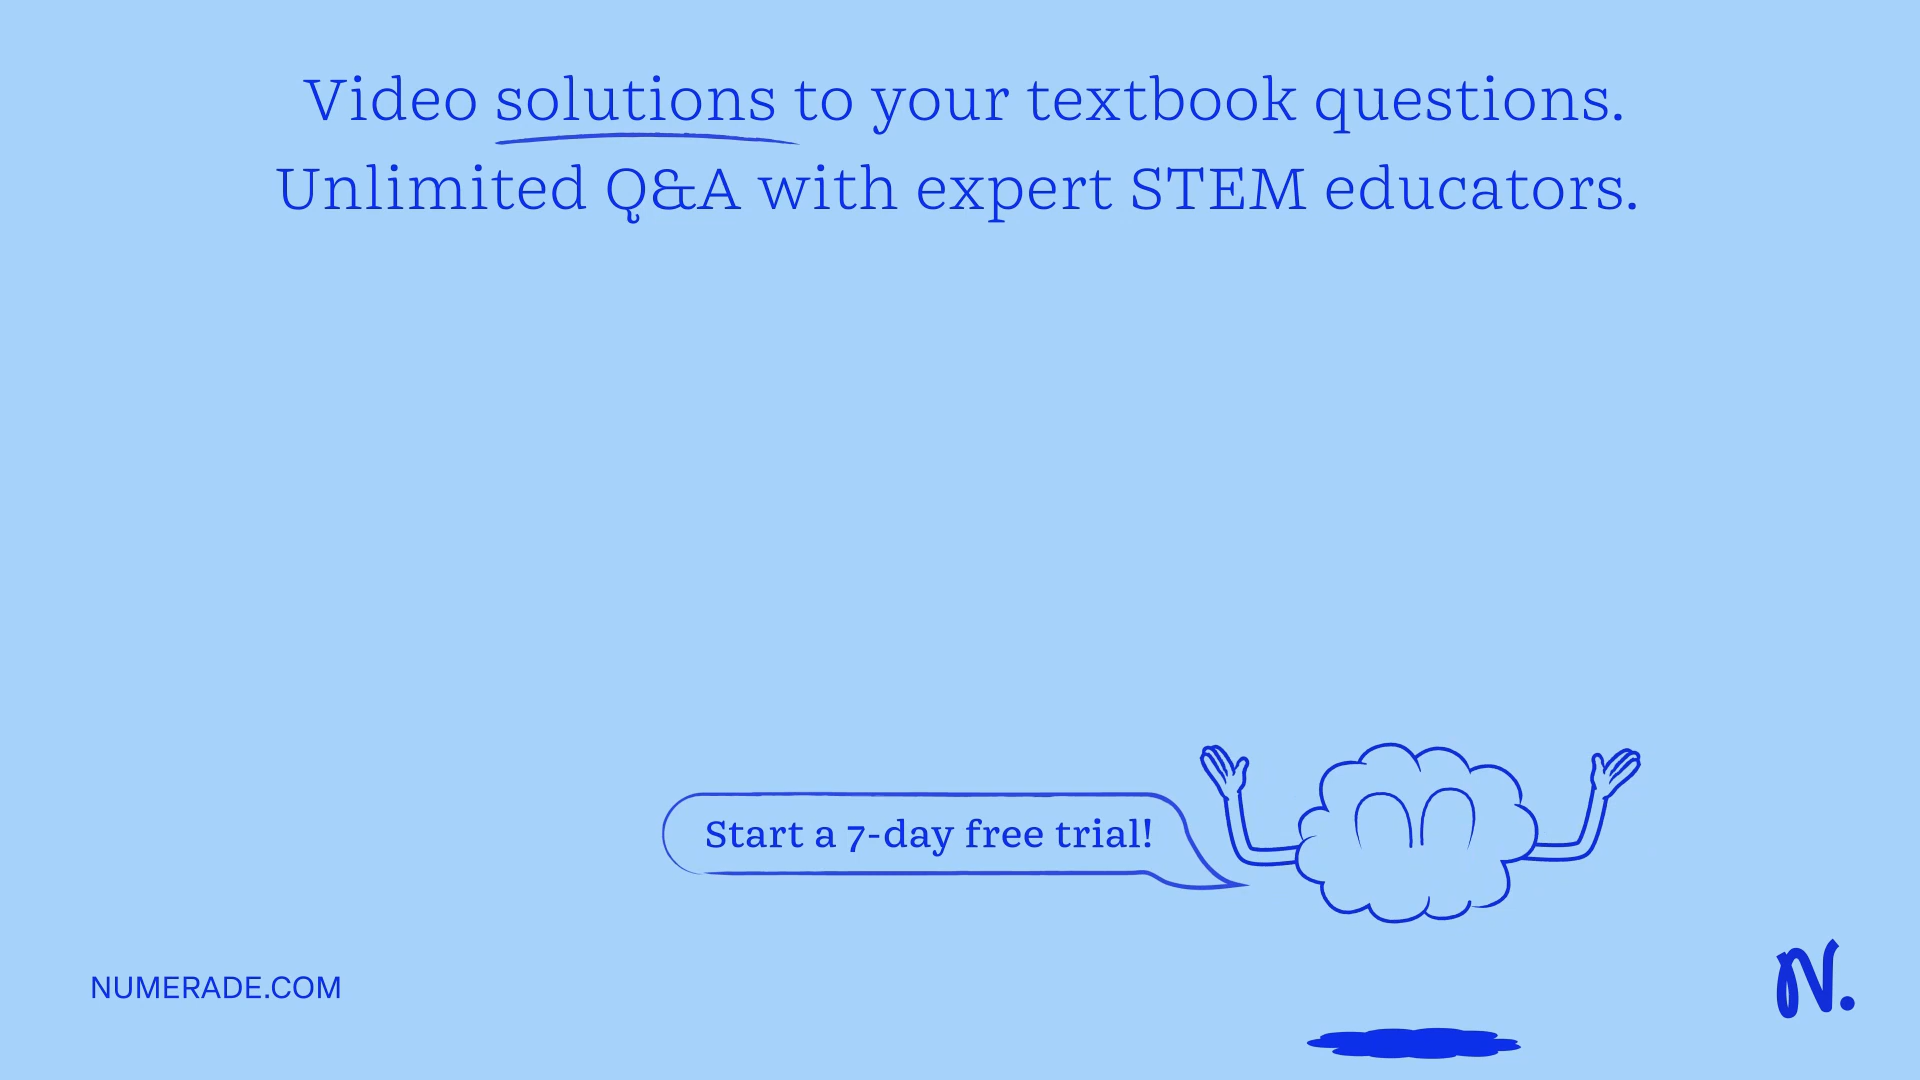 Video solutions to your textbook questions.
Unlimited Q&A with expert STEM educators.
Start a 7-day free trial!
NUMERADE.COM
N.